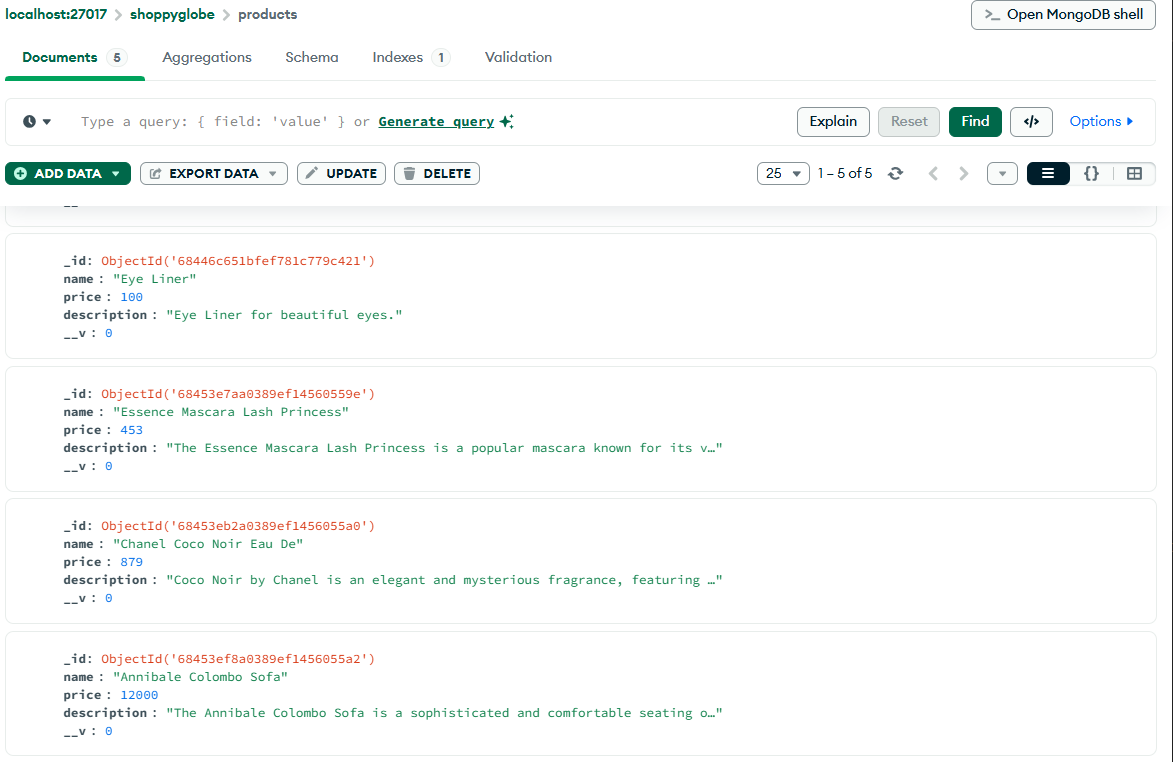 localhost:27017 > shoppyglobe > products
>_ Open MongoDB shell
Documents 5 Aggregations Schema Indexes 1 Validation
Type a query: { field: 'value' } or Generate query
Explain Reset Find </> Options
ADD DATA EXPORT DATA UPDATE DELETE
25 1 – 5 of 5 {}
_id: ObjectId('68446c651bfef781c779c421')
name : "Eye Liner"
price : 100
description : "Eye Liner for beautiful eyes."
__v : 0
_id: ObjectId('68453e7aa0389ef14560559e')
name : "Essence Mascara Lash Princess"
price : 453
description : "The Essence Mascara Lash Princess is a popular mascara known for its v…"
__v : 0
_id: ObjectId('68453eb2a0389ef1456055a0')
name : "Chanel Coco Noir Eau De"
price : 879
description : "Coco Noir by Chanel is an elegant and mysterious fragrance, featuring …"
__v : 0
_id: ObjectId('68453ef8a0389ef1456055a2')
name : "Annibale Colombo Sofa"
price : 12000
description : "The Annibale Colombo Sofa is a sophisticated and comfortable seating o…"
__v : 0